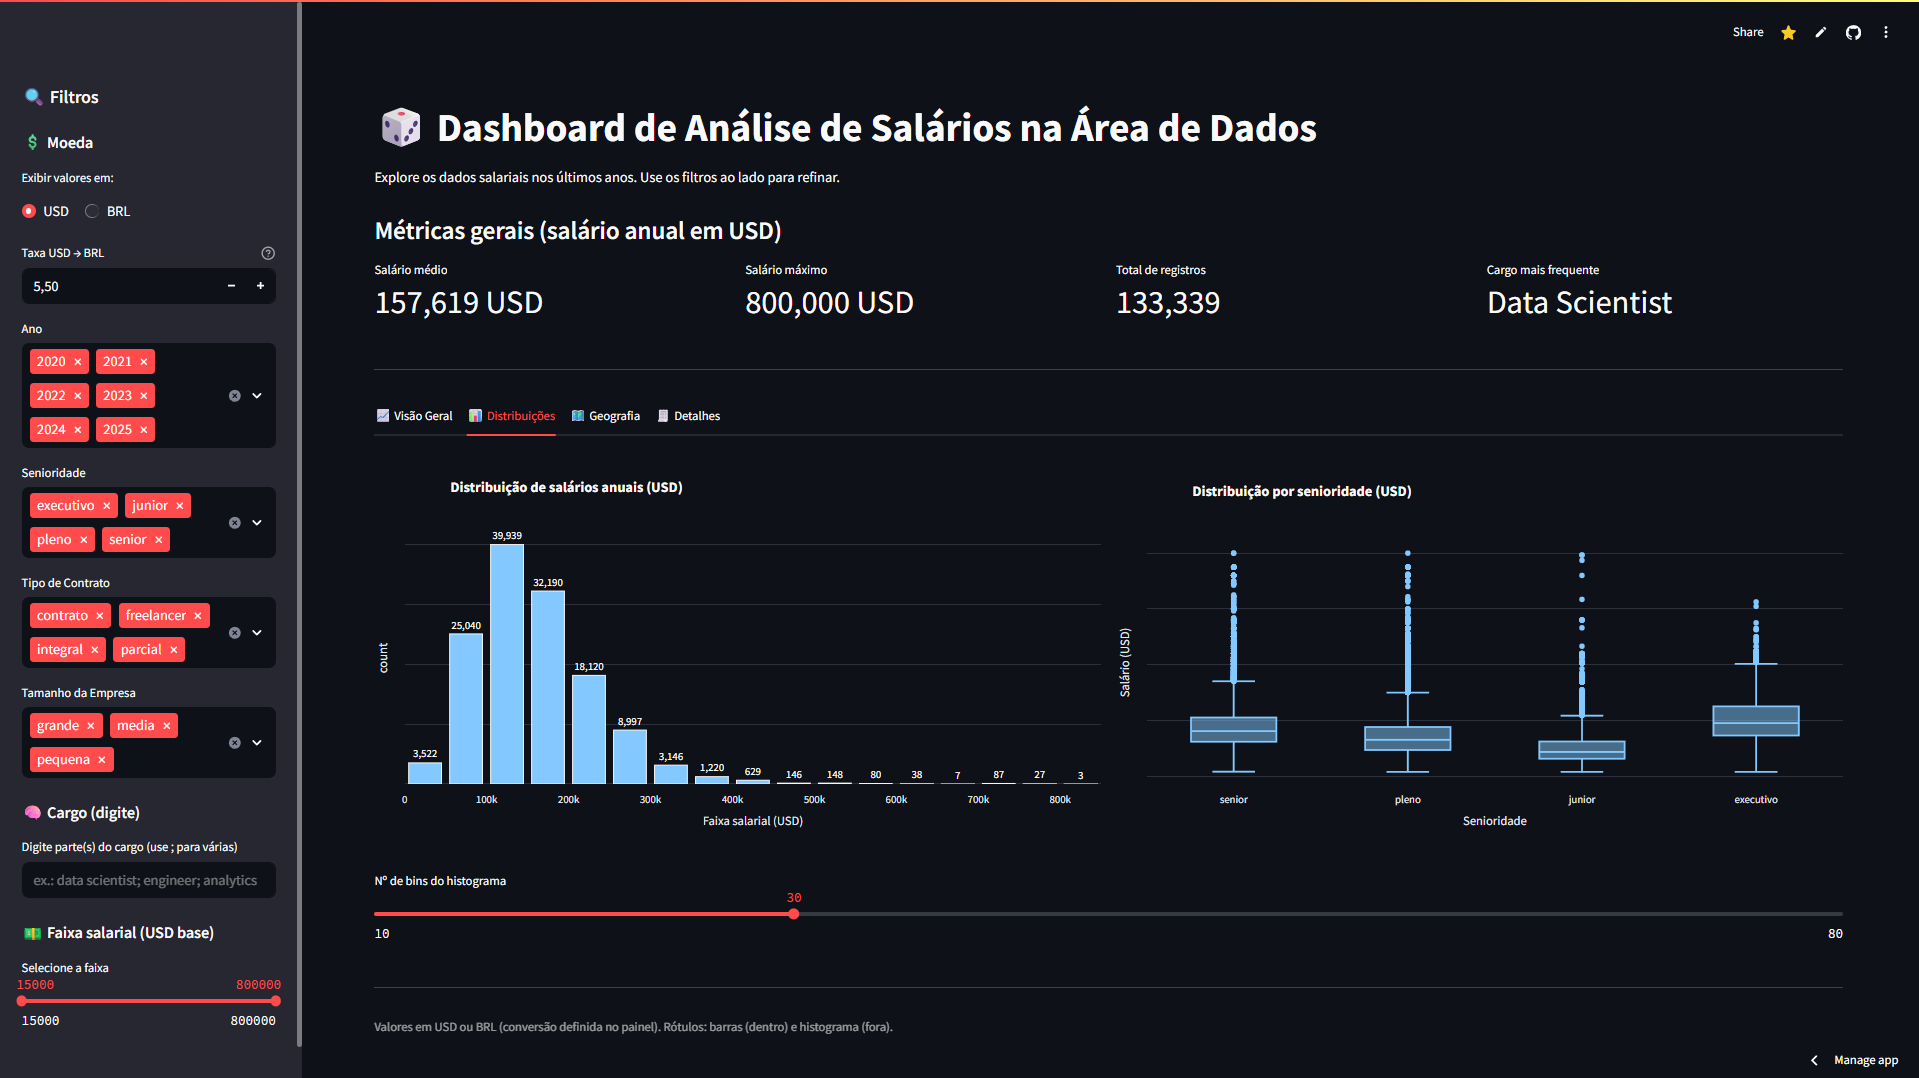 Share
Filtros
Moeda
Exibir valores em:
USD BRL
Taxa USD → BRL
5,50
Ano
2020 × 2021 ×
2022 × 2023 ×
2024 × 2025 ×
Senioridade
executivo × junior ×
pleno × senior ×
Tipo de Contrato
contrato × freelancer ×
integral × parcial ×
Tamanho da Empresa
grande × media ×
pequena ×
Cargo (digite)
Digite parte(s) do cargo (use ; para várias)
ex.: data scientist; engineer; analytics
Faixa salarial (USD base)
Selecione a faixa
15000 800000
15000 800000
Dashboard de Análise de Salários na Área de Dados
Explore os dados salariais nos últimos anos. Use os filtros ao lado para refinar.
Métricas gerais (salário anual em USD)
Salário médio
157,619 USD
Salário máximo
800,000 USD
Total de registros
133,339
Cargo mais frequente
Data Scientist
Visão Geral Distribuições Geografia Detalhes
Distribuição de salários anuais (USD)
count
3,522 25,040 39,939 32,190 18,120 8,997 3,146 1,220 629 146 148 80 38 7 87 27 3
0 100k 200k 300k 400k 500k 600k 700k 800k
Faixa salarial (USD)
Distribuição por senioridade (USD)
Salário (USD)
senior pleno junior executivo
Senioridade
Nº de bins do histograma
30
10 80
Valores em USD ou BRL (conversão definida no painel). Rótulos: barras (dentro) e histograma (fora).
Manage app